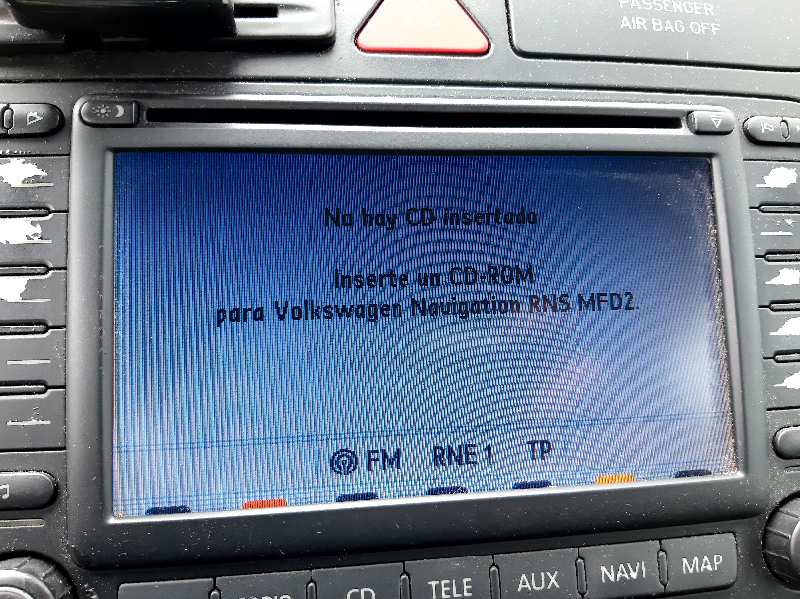 PASSENGER
AIR BAG OFF
No hay CD insertado
Inserte un CD-ROM
para Volkswagen Navigation RNS MFD2.
FM RNE 1 TP
CD TELE AUX NAVI MAP